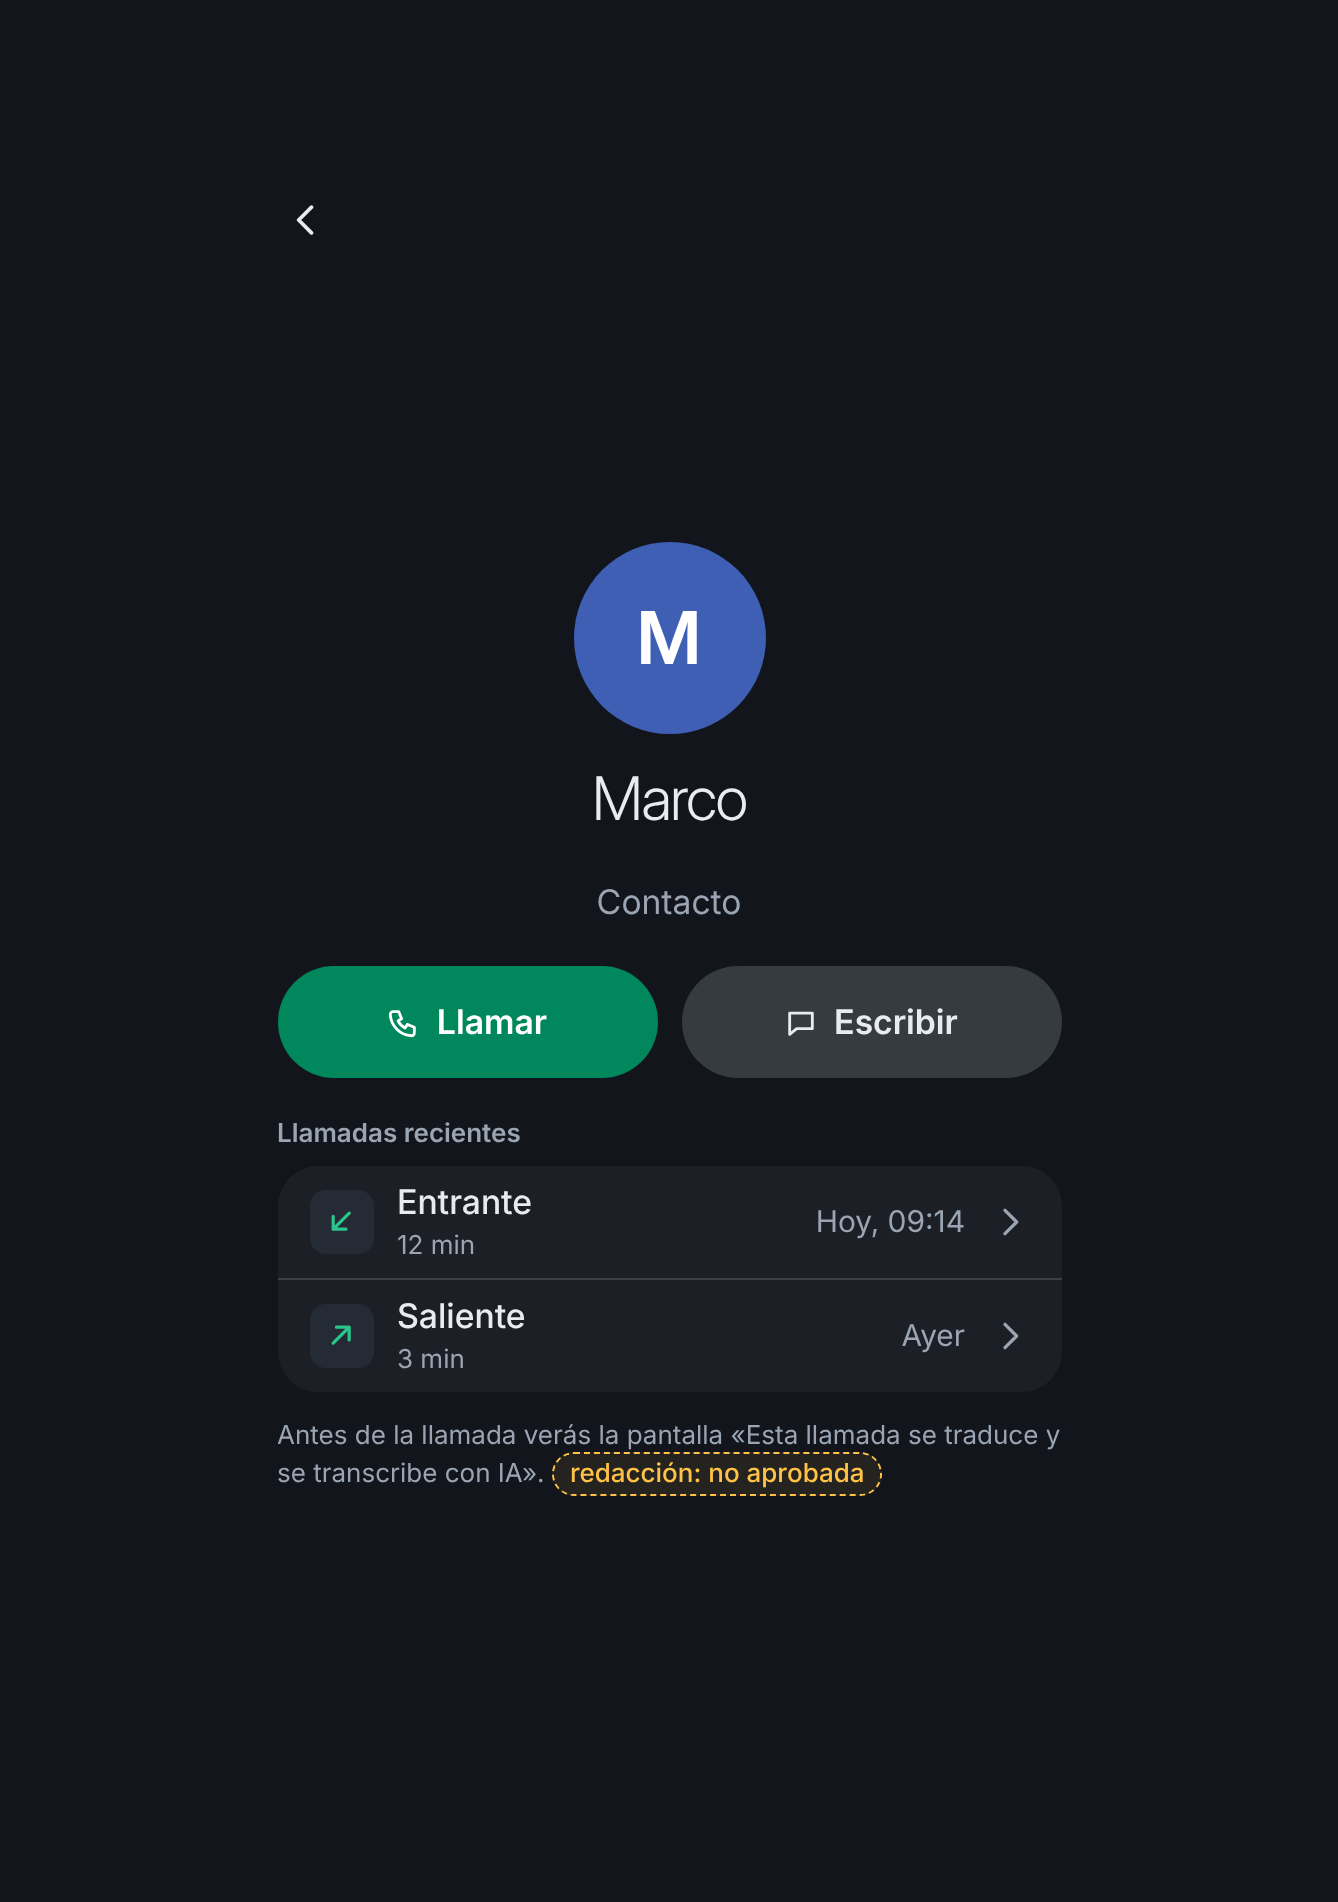 M
Marco
Contacto
Llamar
Escribir
Llamadas recientes
Entrante
12 min
Hoy, 09:14
Saliente
3 min
Ayer
Antes de la llamada verás la pantalla «Esta llamada se traduce y
se transcribe con IA». redacción: no aprobada